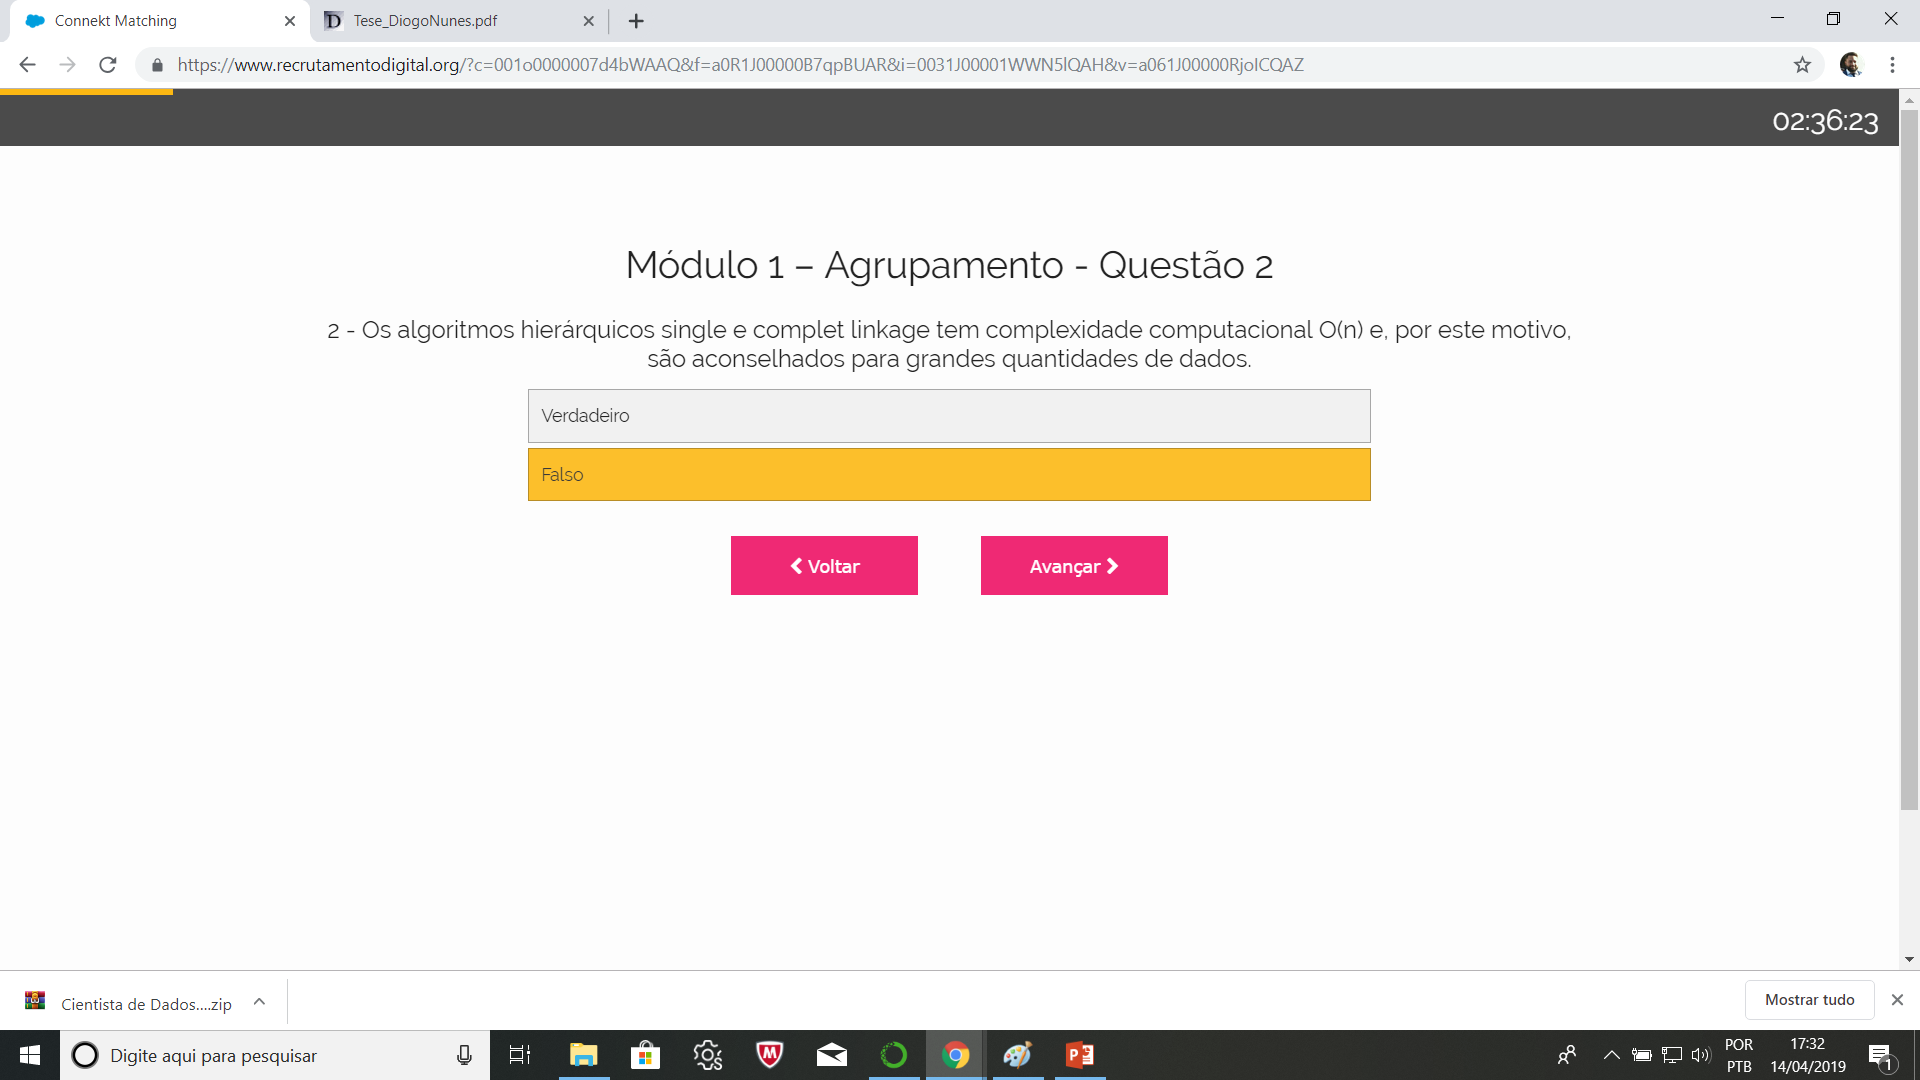 Connekt Matching
Tese_DiogoNunes.pdf
https://www.recrutamentodigital.org/?c=001o0000007d4bWAAQ&f=a0R1J00000B7qpBUAR&i=0031J00001WWN5lQAH&v=a061J00000RjoICQAZ
02:36:23
Módulo 1 – Agrupamento - Questão 2
2 - Os algoritmos hierárquicos single e complet linkage tem complexidade computacional O(n) e, por este motivo,
são aconselhados para grandes quantidades de dados.
Verdadeiro
Falso
Voltar
Avançar
Cientista de Dados....zip
Mostrar tudo
Digite aqui para pesquisar
POR
PTB
17:32
14/04/2019
1